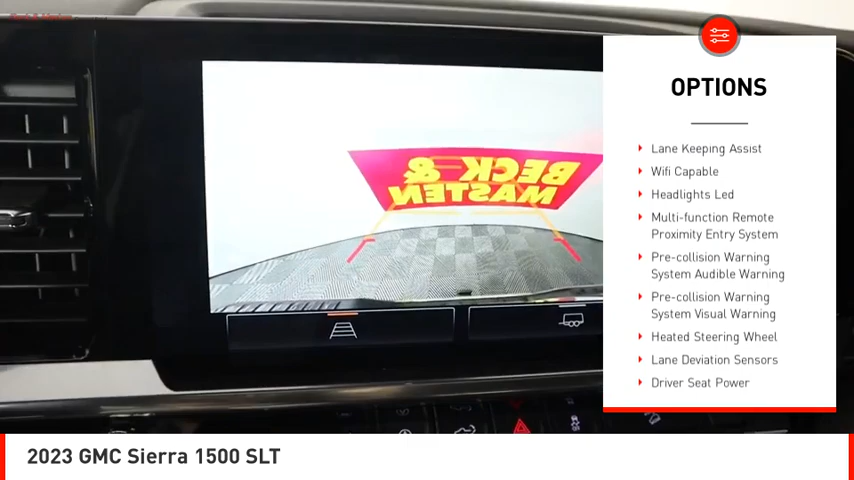 BECK &
MASTEN
OPTIONS
Lane Keeping Assist
Wifi Capable
Headlights Led
Multi-function Remote
Proximity Entry System
Pre-collision Warning
System Audible Warning
Pre-collision Warning
System Visual Warning
Heated Steering Wheel
Lane Deviation Sensors
Driver Seat Power
2023 GMC Sierra 1500 SLT